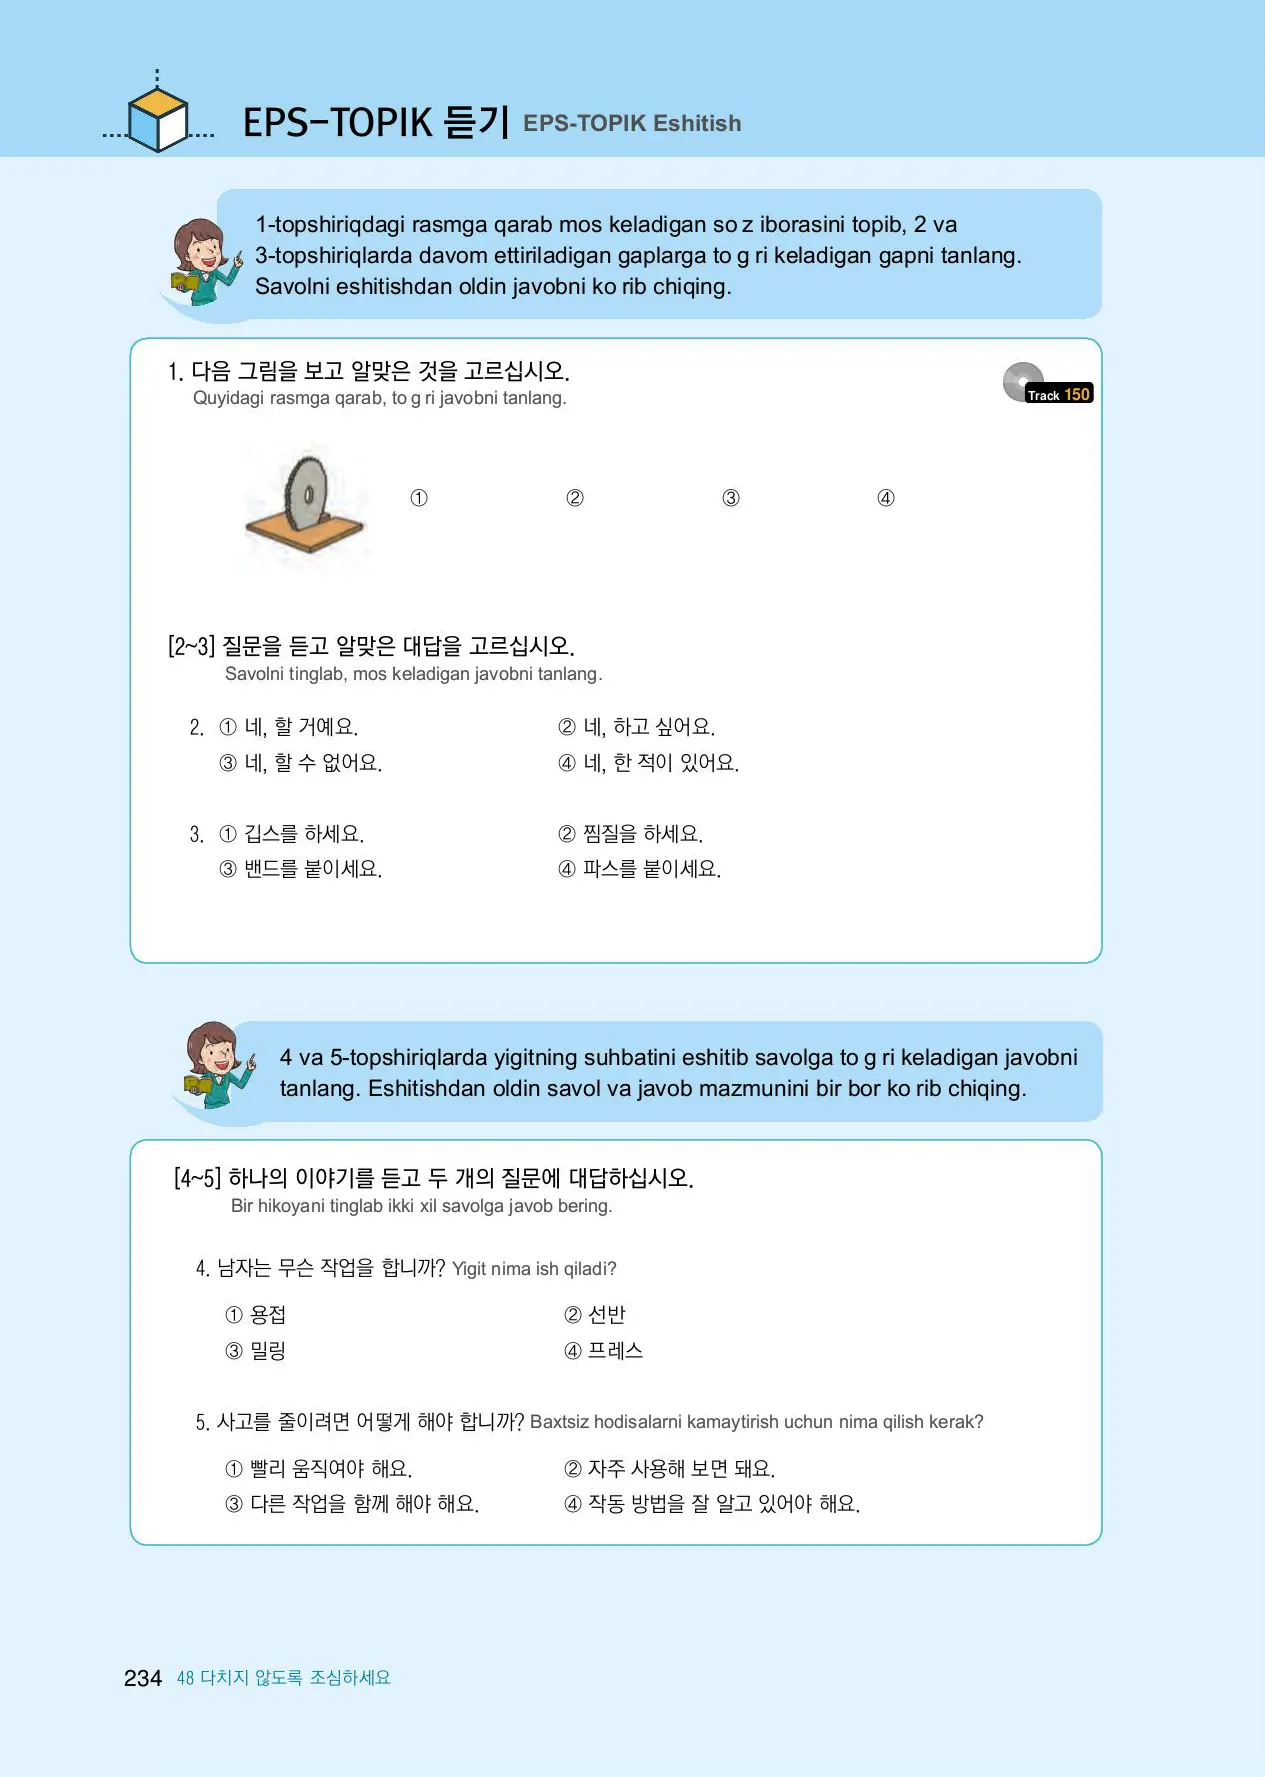 EPS-TOPIK 듣기 EPS-TOPIK Eshitish
1-topshiriqdagi rasmga qarab mos keladigan so z iborasini topib, 2 va
3-topshiriqlarda davom ettiriladigan gaplarga to g ri keladigan gapni tanlang.
Savolni eshitishdan oldin javobni ko rib chiqing.
1. 다음 그림을 보고 알맞은 것을 고르십시오.
Quyidagi rasmga qarab, to g ri javobni tanlang.
Track 150
① ② ③ ④
[2~3] 질문을 듣고 알맞은 대답을 고르십시오.
Savolni tinglab, mos keladigan javobni tanlang.
2. ① 네, 할 거예요. ② 네, 하고 싶어요.
③ 네, 할 수 없어요. ④ 네, 한 적이 있어요.
3. ① 깁스를 하세요. ② 찜질을 하세요.
③ 밴드를 붙이세요. ④ 파스를 붙이세요.
4 va 5-topshiriqlarda yigitning suhbatini eshitib savolga to g ri keladigan javobni
tanlang. Eshitishdan oldin savol va javob mazmunini bir bor ko rib chiqing.
[4~5] 하나의 이야기를 듣고 두 개의 질문에 대답하십시오.
Bir hikoyani tinglab ikki xil savolga javob bering.
4. 남자는 무슨 작업을 합니까? Yigit nima ish qiladi?
① 용접 ② 선반
③ 밀링 ④ 프레스
5. 사고를 줄이려면 어떻게 해야 합니까? Baxtsiz hodisalarni kamaytirish uchun nima qilish kerak?
① 빨리 움직여야 해요. ② 자주 사용해 보면 돼요.
③ 다른 작업을 함께 해야 해요. ④ 작동 방법을 잘 알고 있어야 해요.
234 48 다치지 않도록 조심하세요